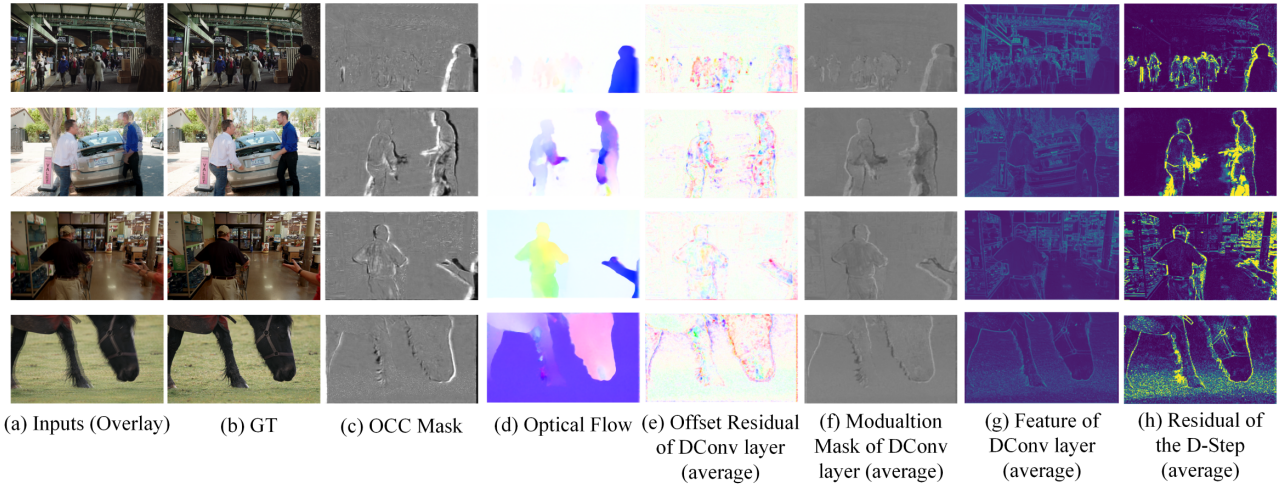 (a) Inputs (Overlay)
(b) GT
(c) OCC Mask
(d) Optical Flow
(e) Offset Residual
of DConv layer
(average)
(f) Modualtion
Mask of DConv
layer (average)
(g) Feature of
DConv layer
(average)
(h) Residual of
the D-Step
(average)